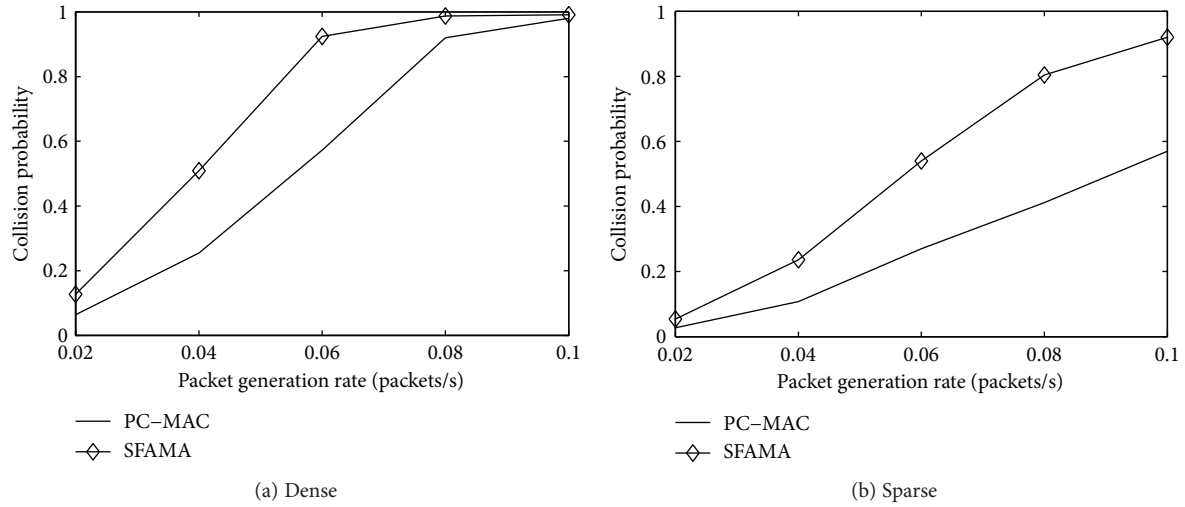 1
0.8
0.6
0.4
0.2
0
Collision probability
0.02
0.04
0.06
0.08
0.1
Packet generation rate (packets/s)
PC−MAC
SFAMA
(a) Dense
1
0.8
0.6
0.4
0.2
0
Collision probability
0.02
0.04
0.06
0.08
0.1
Packet generation rate (packets/s)
PC−MAC
SFAMA
(b) Sparse